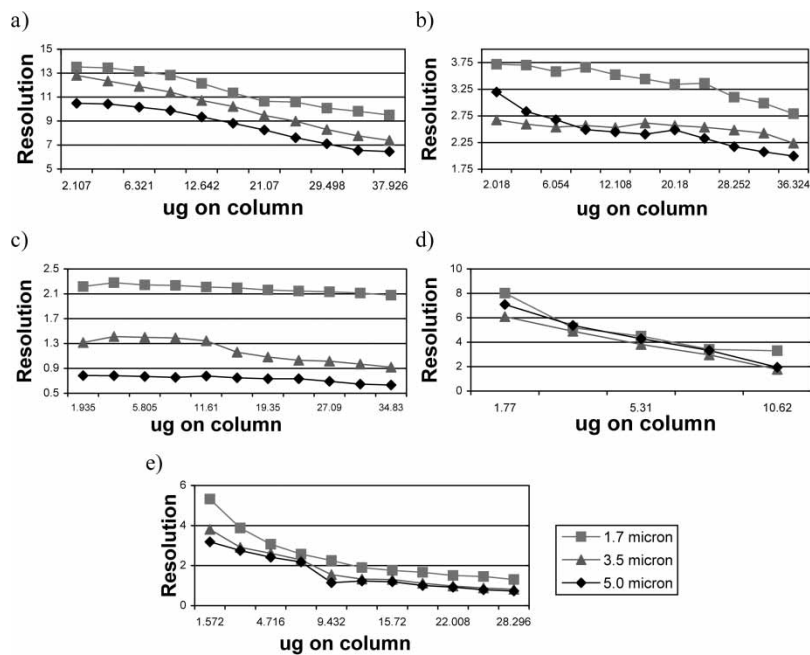 a)
15
13
11
9
7
5
Resolution
2.107 6.321 12.642 21.07 29.498 37.926
ug on column
b)
3.75
3.25
2.75
2.25
1.75
Resolution
2.018 6.054 12.108 20.18 28.252 36.324
ug on column
c)
2.5
2.1
1.7
1.3
0.9
0.5
Resolution
1.935 5.805 11.61 19.35 27.09 34.83
ug on column
d)
10
8
6
4
2
0
Resolution
1.77 5.31 10.62
ug on column
e)
6
4
2
0
Resolution
1.572 4.716 9.432 15.72 22.008 28.296
ug on column
1.7 micron
3.5 micron
5.0 micron